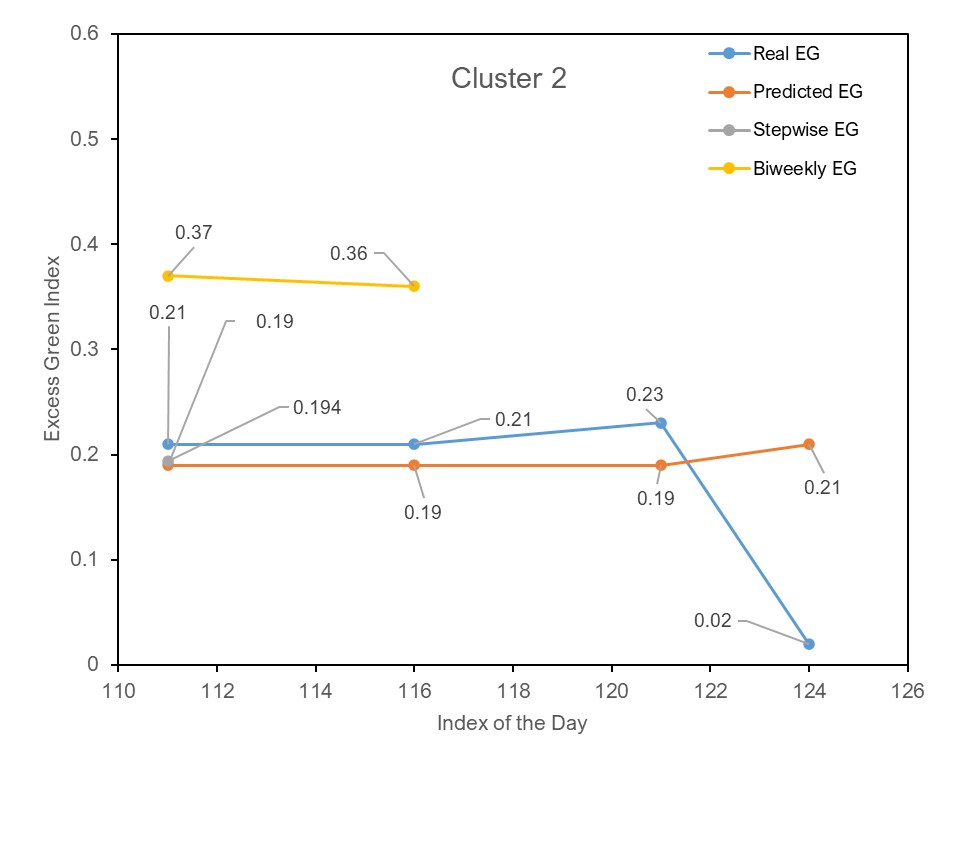 Cluster 2
Real EG
Predicted EG
Stepwise EG
Biweekly EG
Excess Green Index
0.6
0.5
0.4
0.3
0.2
0.1
0
0.37
0.36
0.21
0.19
0.194
0.21
0.23
0.19
0.19
0.21
0.02
110 112 114 116 118 120 122 124 126
Index of the Day